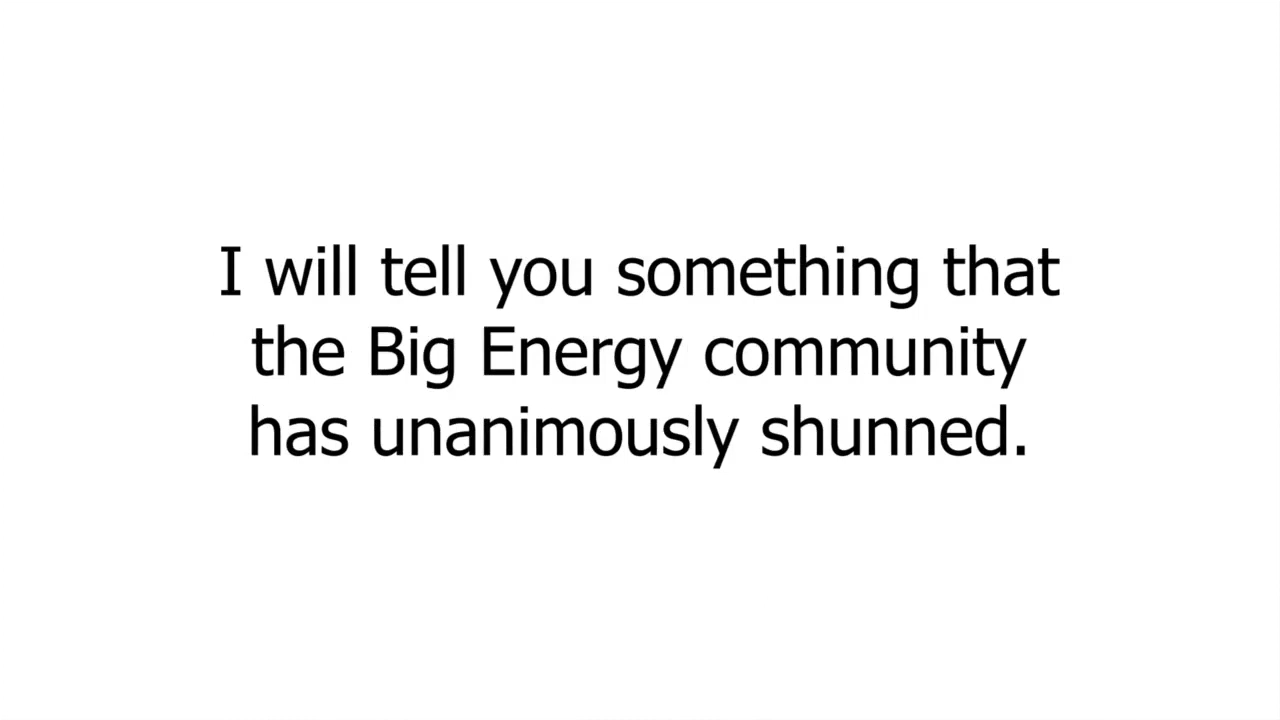 I will tell you something that
the Big Energy community
has unanimously shunned.